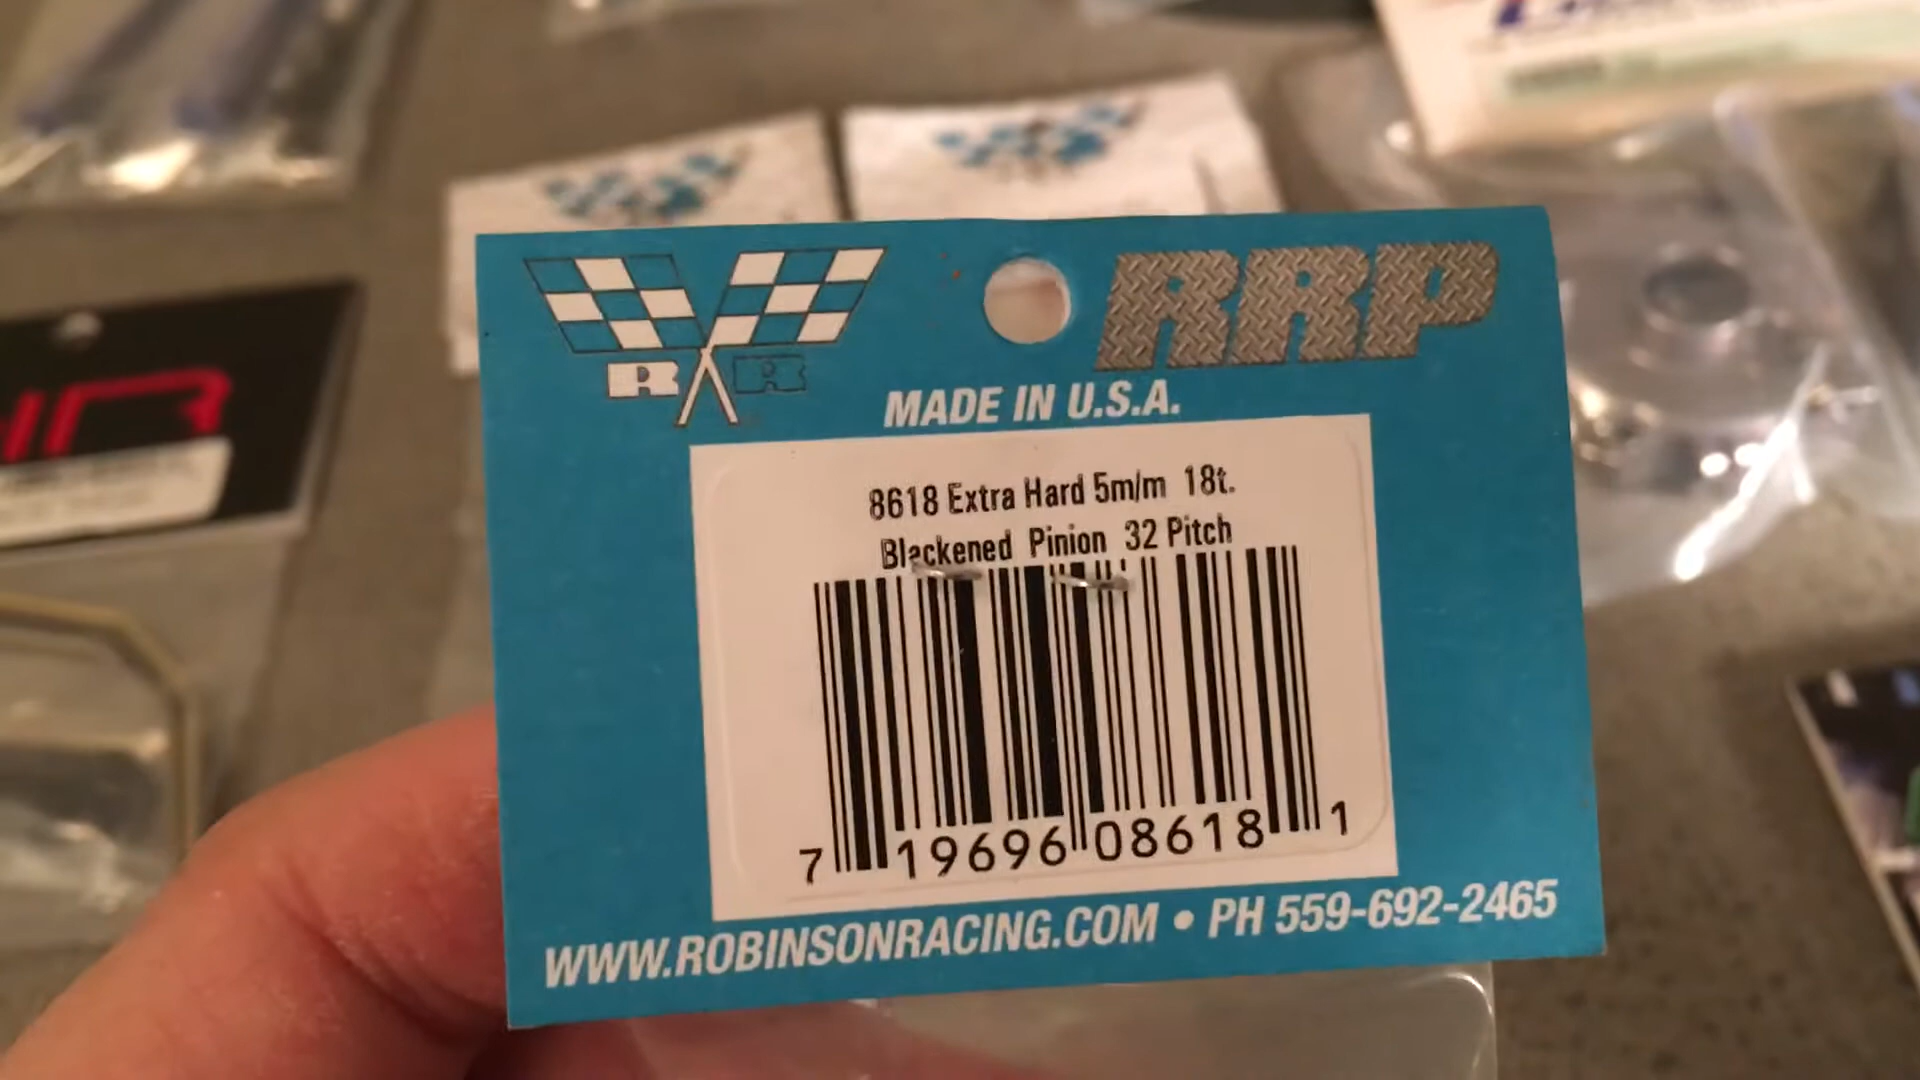 RRP
R R
MADE IN U.S.A.
8618 Extra Hard 5m/m 18t.
Blackened Pinion 32 Pitch
7 19696 08618 1
WWW.ROBINSONRACING.COM • PH 559-692-2465